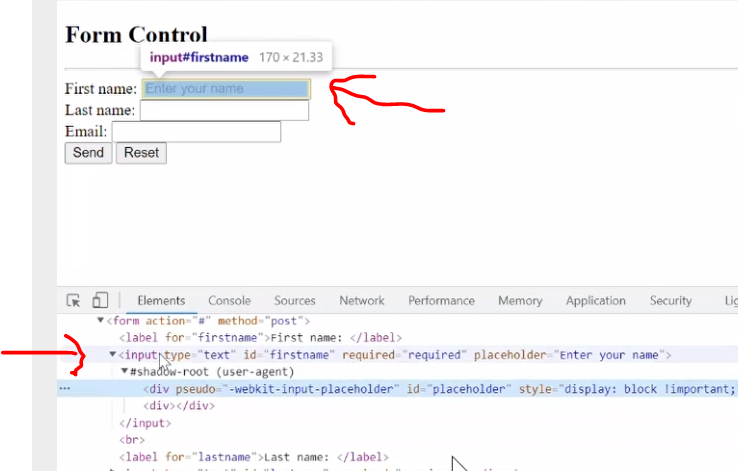 Form Control
input#firstname 170 × 21.33
First name: Enter your name
Last name:
Email:
Send Reset
Elements Console Sources Network Performance Memory Application Security Lig
▼<form action="#" method="post">
<label for="firstname">First name: </label>
▼<input type="text" id="firstname" required="required" placeholder="Enter your name">
▼#shadow-root (user-agent)
… <div pseudo="-webkit-input-placeholder" id="placeholder" style="display: block !important;
<div></div>
</input>
<br>
<label for="lastname">Last name: </label>